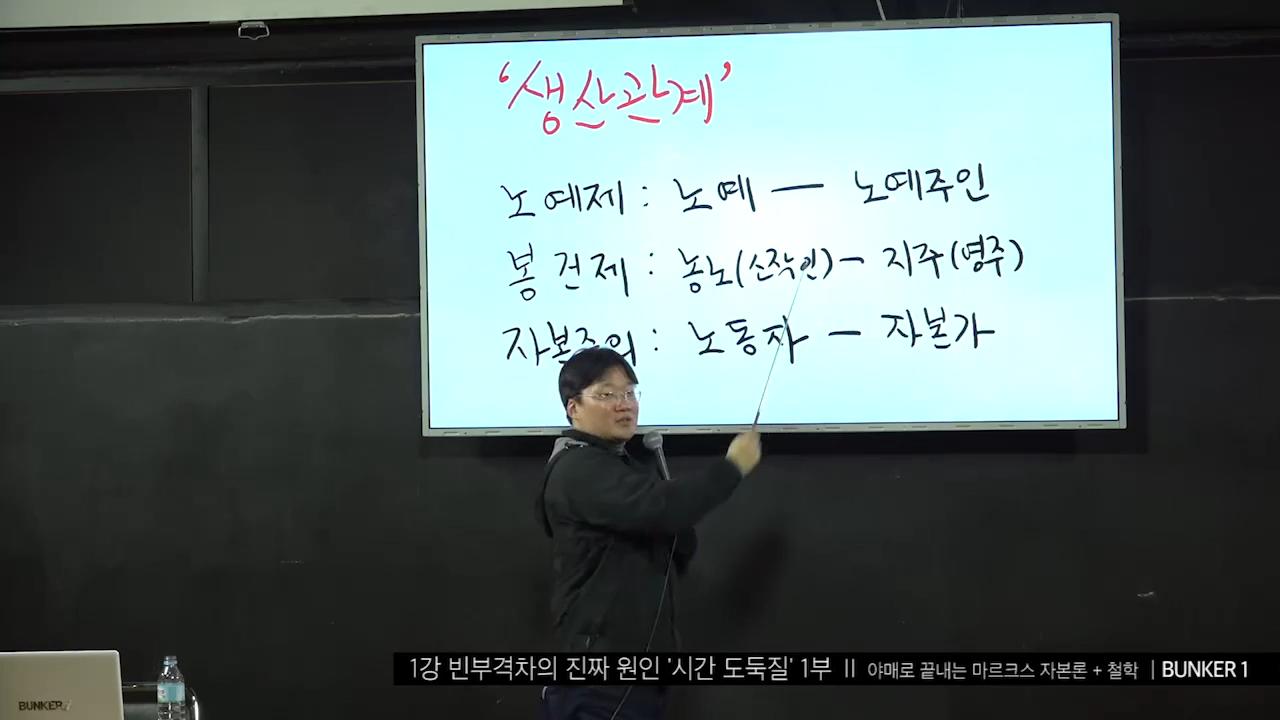 '생산관계'
노예제 : 노예 — 노예주인
봉건제 : 농노(소작인) - 지주(영주)
자본주의 : 노동자 - 자본가
1강 빈부격차의 진짜 원인 '시간 도둑질' 1부 II 야매로 끝내는 마르크스 자본론 + 철학 | BUNKER 1
BUNKER 1